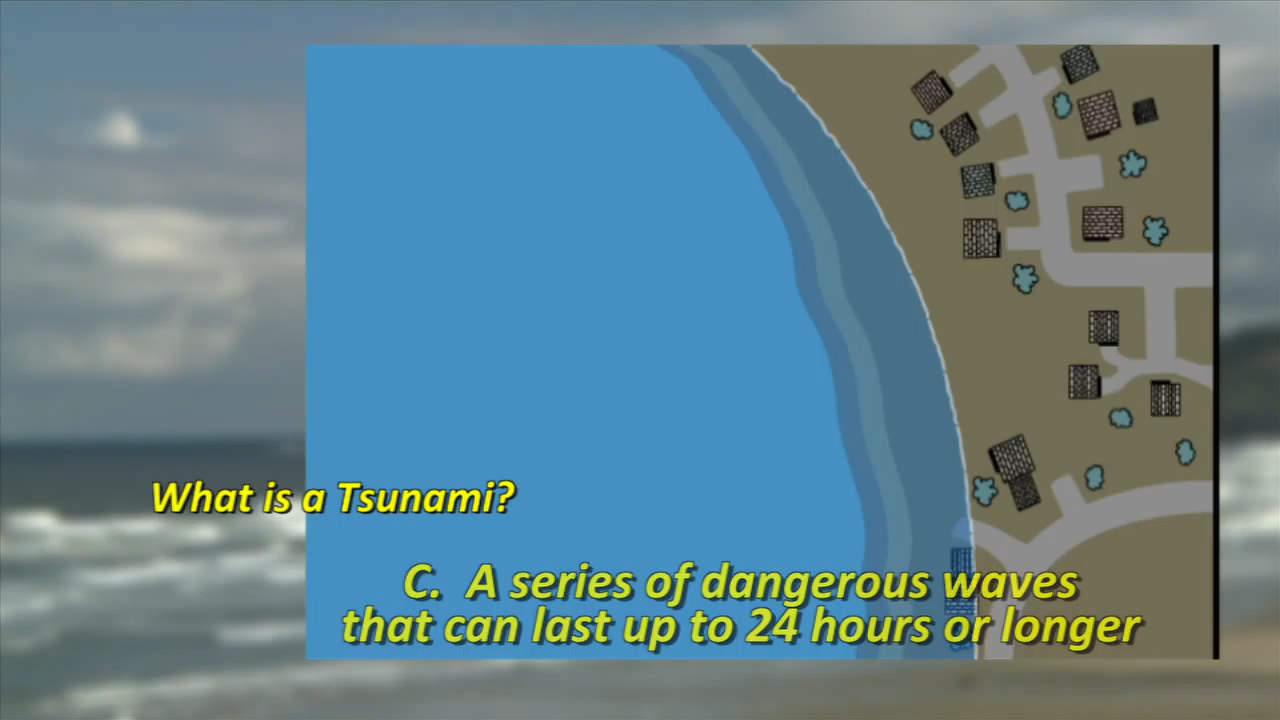 What is a Tsunami?
C. A series of dangerous waves
that can last up to 24 hours or longer